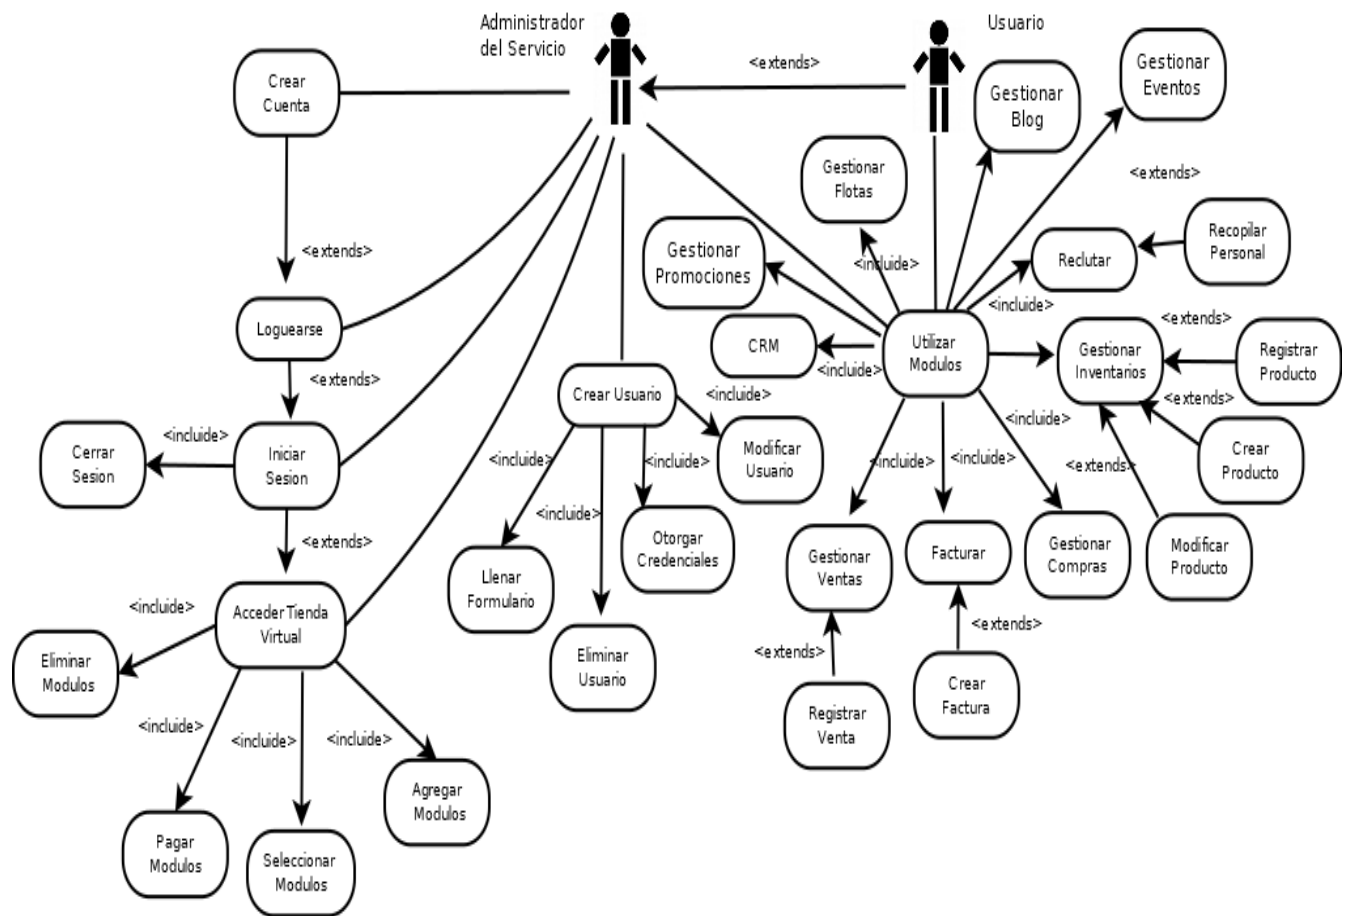 Administrador
del Servicio
Usuario
<extends>
Gestionar
Eventos
Crear
Cuenta
Gestionar
Blog
Gestionar
Flotas
<extends>
Recopilar
Personal
Reclutar
Gestionar
Promociones
<incluide>
<extends>
<incluide>
Loguearse
CRM
Utilizar
Modulos
<extends>
Gestionar
Inventarios
Registrar
Producto
<incluide>
<extends>
Crear Usuario
<incluide>
<extends>
<incluide>
<incluide>
Cerrar
Sesion
Iniciar
Sesion
Modificar
Usuario
Crear
Producto
<incluide>
<incluide>
<incluide>
<incluide>
<extends>
<incluide>
<extends>
Otorgar
Credenciales
Gestionar
Ventas
Facturar
Gestionar
Compras
Modificar
Producto
Llenar
Formulario
Acceder Tienda
Virtual
<incluide>
<extends>
<extends>
Eliminar
Modulos
Eliminar
Usuario
Crear
Factura
Registrar
Venta
<incluide>
<incluide>
<incluide>
Agregar
Modulos
Pagar
Modulos
Seleccionar
Modulos